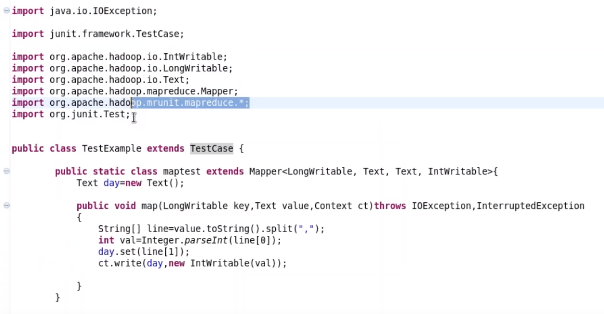 import java.io.IOException;
import junit.framework.TestCase;
import org.apache.hadoop.io.IntWritable;
import org.apache.hadoop.io.LongWritable;
import org.apache.hadoop.io.Text;
import org.apache.hadoop.mapreduce.Mapper;
import org.apache.hadoop.mrunit.mapreduce.*;
import org.junit.Test;
public class TestExample extends TestCase {
public static class maptest extends Mapper<LongWritable, Text, Text, IntWritable>{
Text day=new Text();
public void map(LongWritable key,Text value,Context ct)throws IOException,InterruptedException
{
String[] line=value.toString().split(",");
int val=Integer.parseInt(line[0]);
day.set(line[1]);
ct.write(day,new IntWritable(val));
}
}